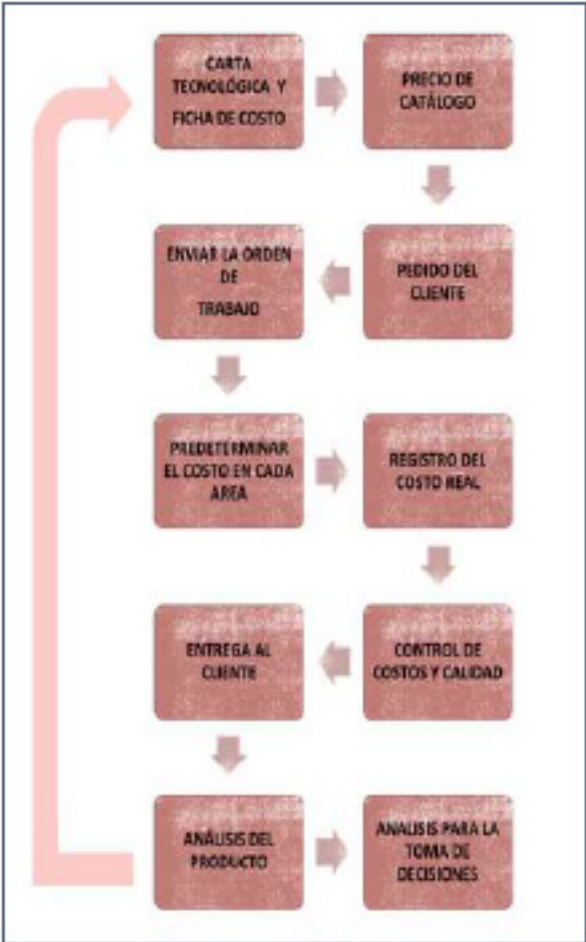 CARTA
TECNOLÓGICA Y
FICHA DE COSTO
PRECIO DE
CATÁLOGO
PEDIDO DEL
CLIENTE
ENVIAR LA ORDEN
DE
TRABAJO
PREDETERMINAR
EL COSTO EN CADA
AREA
REGISTRO DEL
COSTO REAL
CONTROL DE
COSTOS Y CALIDAD
ENTREGA AL
CLIENTE
ANÁLISIS DEL
PRODUCTO
ANALISIS PARA LA
TOMA DE
DECISIONES